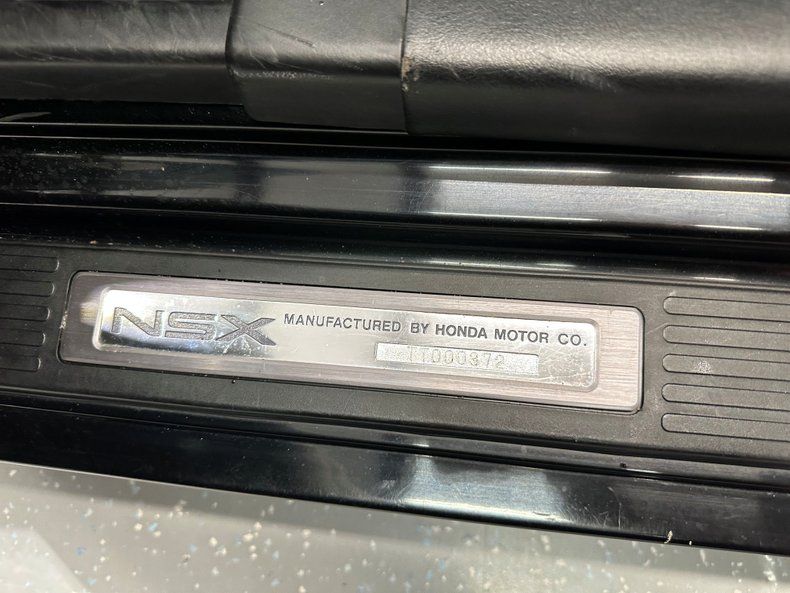 NSX MANUFACTURED BY HONDA MOTOR CO.
T000372